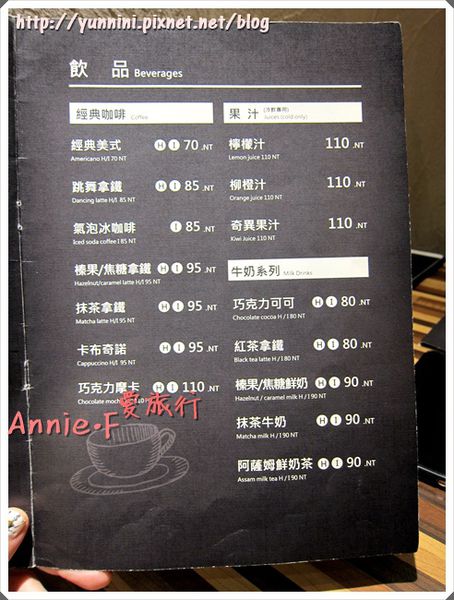 http://yunnini.pixnet.net/blog
飲 品 Beverages
經典咖啡 Coffee
經典美式 H I 70 .NT
Americano H/I 70 NT
跳舞拿鐵 H I 85 .NT
Dancing latte H/I 85 NT
氣泡冰咖啡 I 85 .NT
Iced soda coffee I 85 NT
榛果/焦糖拿鐵 H I 95 .NT
Hazelnut/caramel latte H/I 95 NT
抹茶拿鐵 H I 95 .NT
Matcha latte H/I 95 NT
卡布奇諾 H I 95 .NT
Cappuccino H/I 95 NT
巧克力摩卡 H I 110 .NT
Chocolate
果 汁 (冷飲專用)
Juices (cold only)
檸檬汁 110 .NT
Lemon juice 110 NT
柳橙汁 110 .NT
Orange juice 110 NT
奇異果汁 110 .NT
Kiwi Juice 110 NT
牛奶系列 Milk Drinks
巧克力可可 H I 80 .NT
Chocolate cocoa H / I 80 NT
紅茶拿鐵 H I 80 .NT
Black tea latte H / I 80 NT
榛果/焦糖鮮奶 H I 90 .NT
Hazelnut / caramel milk H / I 90 NT
抹茶牛奶 H I 90 .NT
Matcha milk H / I 90 NT
阿薩姆鮮奶茶 H I 90 .NT
Assam milk tea H / I 90 NT
Annie.F愛旅行